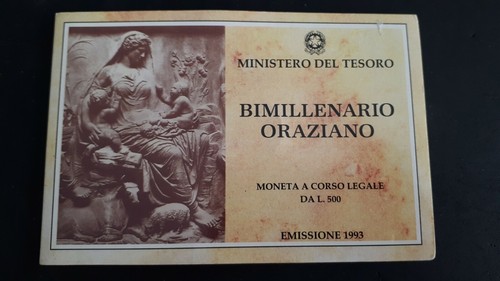 MINISTERO DEL TESORO
BIMILLENARIO
ORAZIANO
MONETA A CORSO LEGALE
DA L. 500
EMISSIONE 1993